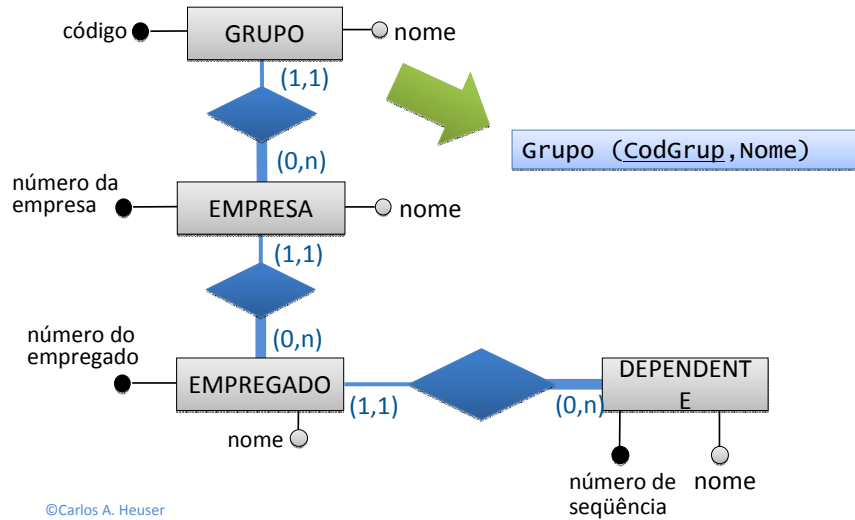 código
GRUPO
nome
(1,1)
Grupo (CodGrup,Nome)
(0,n)
número da
empresa
EMPRESA
nome
(1,1)
número do
empregado
(0,n)
EMPREGADO
(1,1)
(0,n)
DEPENDENT
E
nome
número de
seqüência
nome
©Carlos A. Heuser